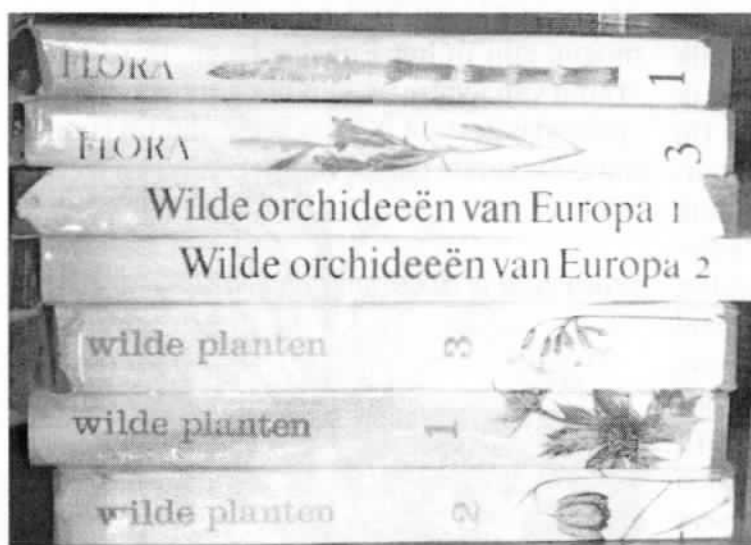 FLORA 1
FLORA 3
Wilde orchideeën van Europa 1
Wilde orchideeën van Europa 2
wilde planten 3
wilde planten 1
wilde planten 2